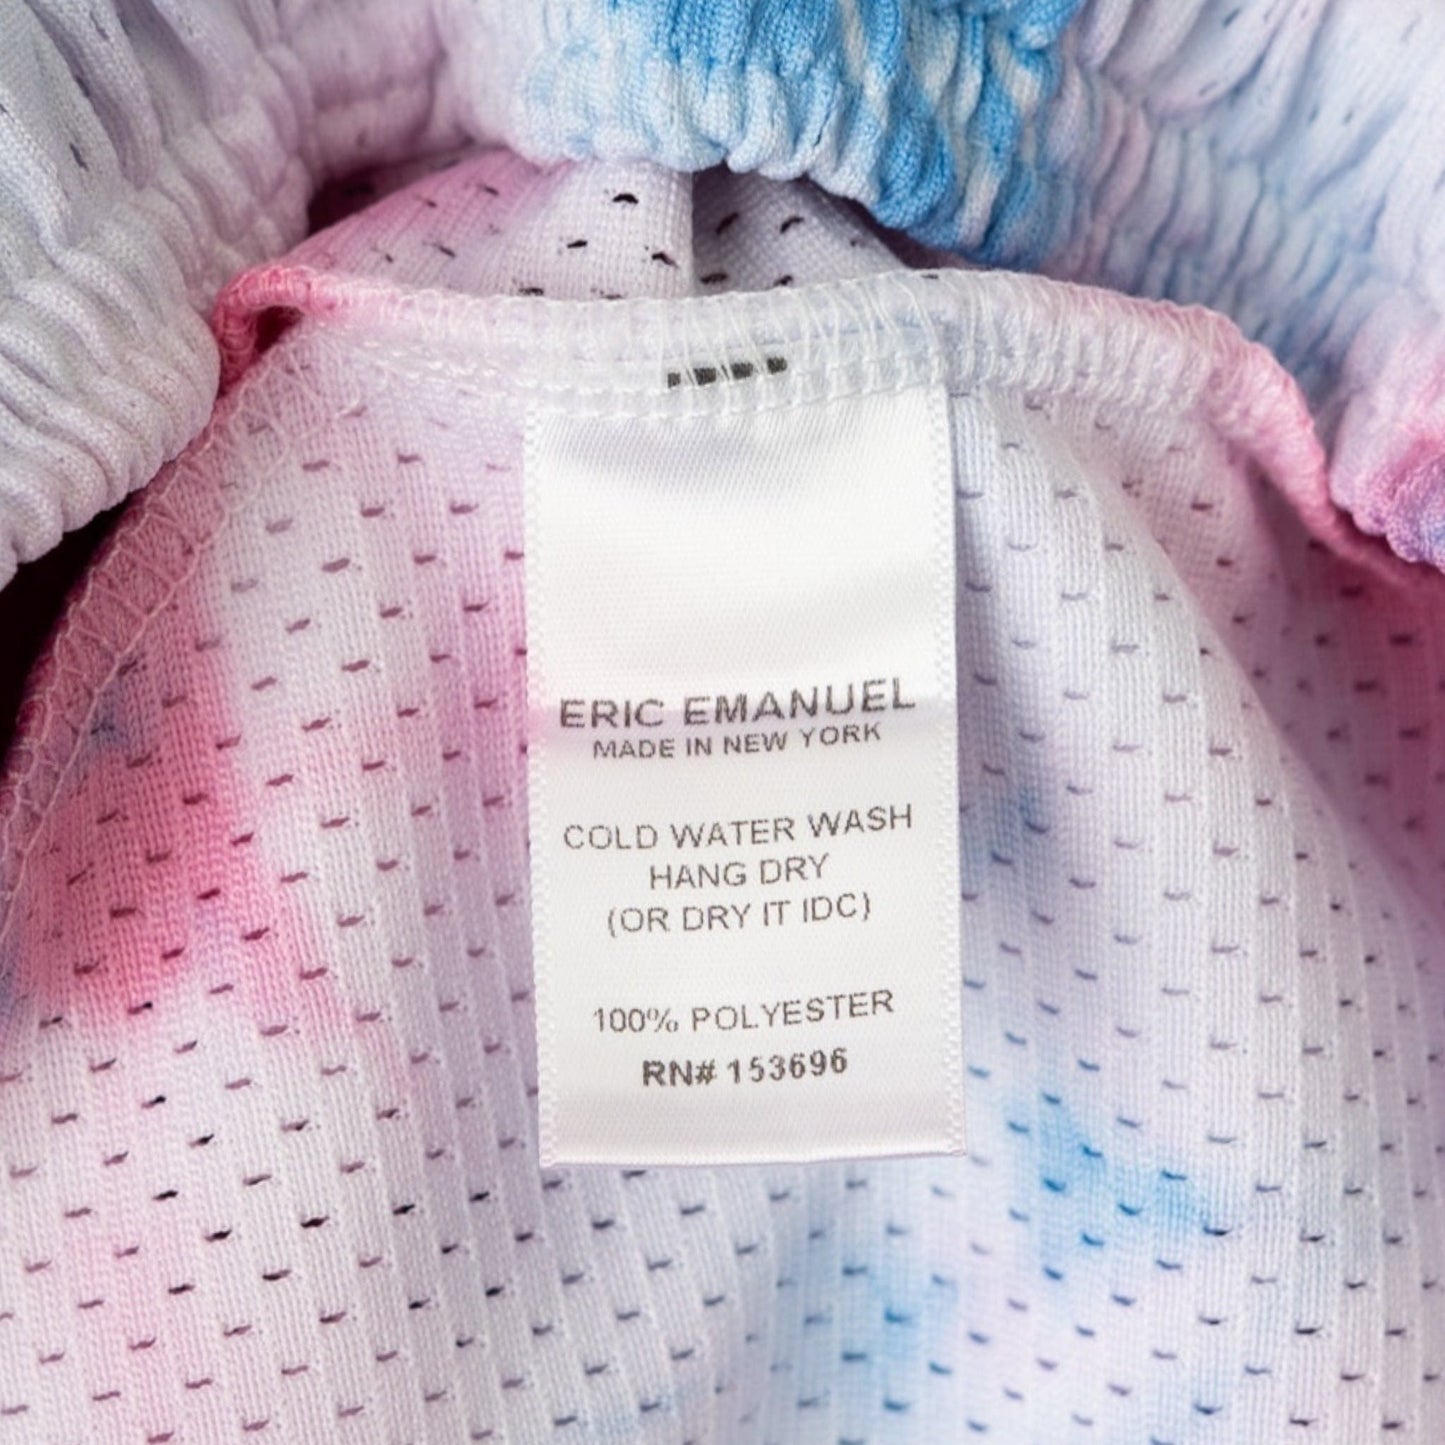 ERIC EMANUEL
MADE IN NEW YORK
COLD WATER WASH
HANG DRY
(OR DRY IT IDC)
100% POLYESTER
RN# 153696